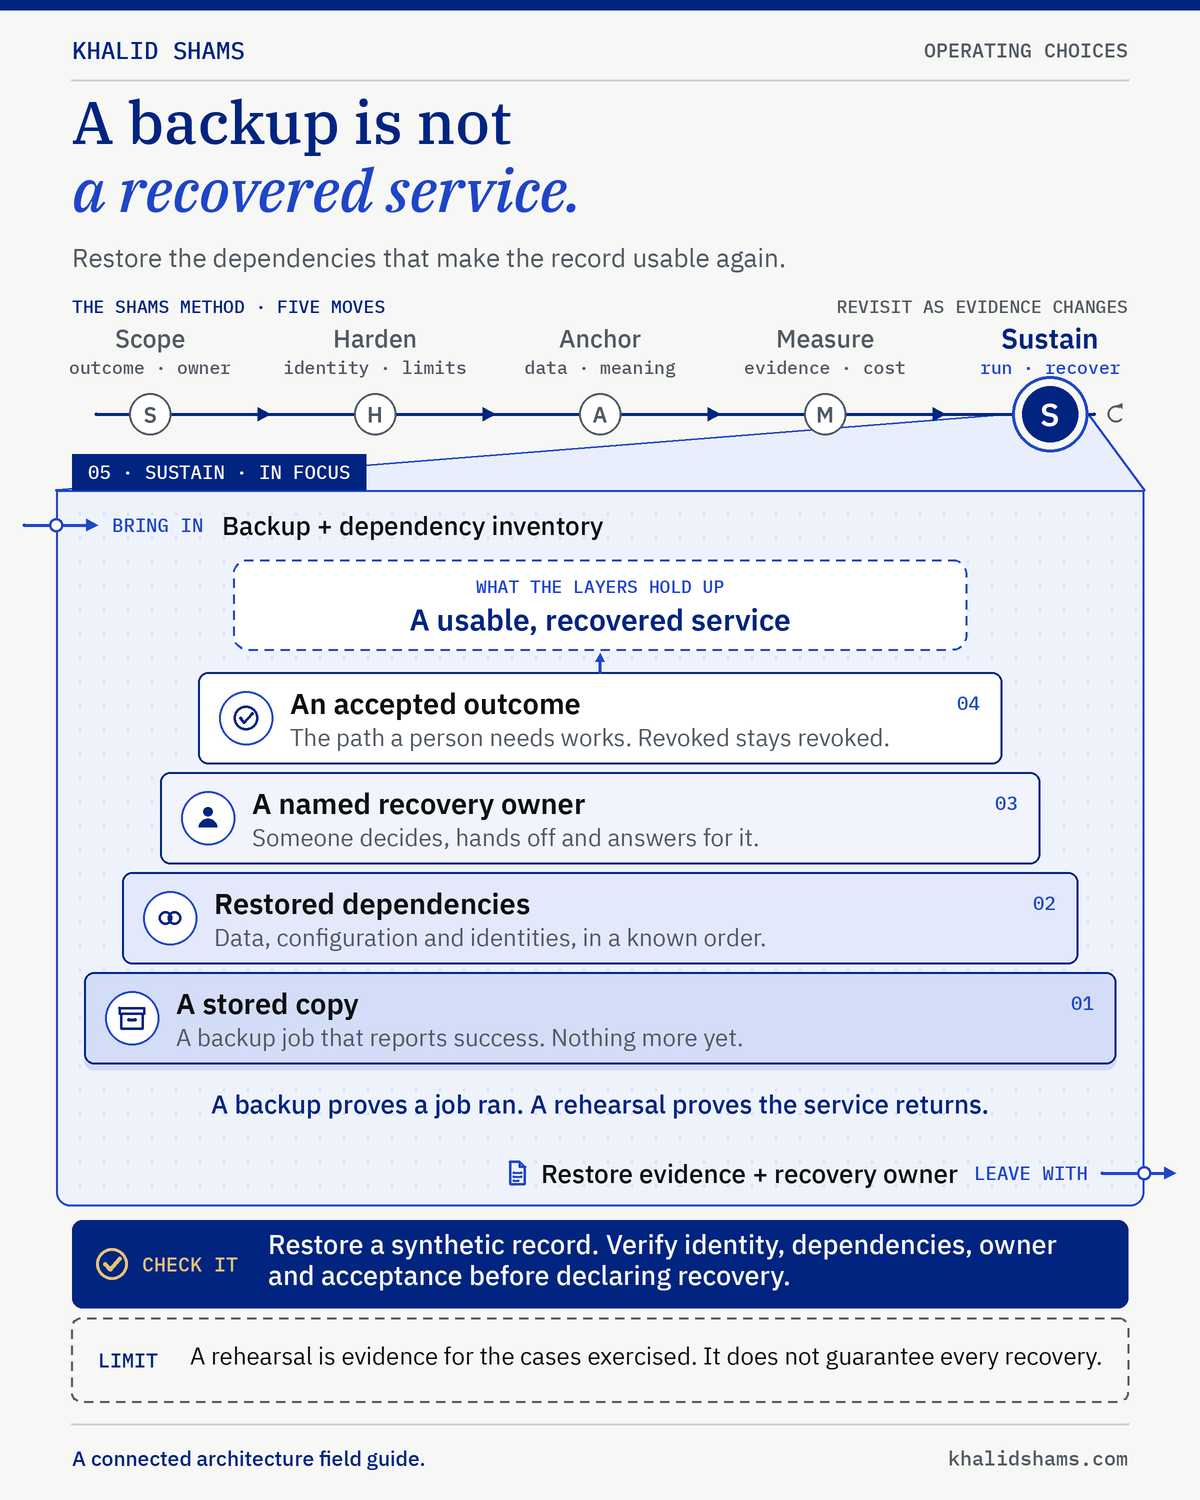 KHALID SHAMS
OPERATING CHOICES
A backup is not
a recovered service.
Restore the dependencies that make the record usable again.
THE SHAMS METHOD · FIVE MOVES
REVISIT AS EVIDENCE CHANGES
Scope
outcome · owner
Harden
identity · limits
Anchor
data · meaning
Measure
evidence · cost
Sustain
run · recover
S
H
A
M
S
05 · SUSTAIN · IN FOCUS
BRING IN Backup + dependency inventory
WHAT THE LAYERS HOLD UP
A usable, recovered service
An accepted outcome
04
The path a person needs works. Revoked stays revoked.
A named recovery owner
03
Someone decides, hands off and answers for it.
Restored dependencies
02
Data, configuration and identities, in a known order.
A stored copy
01
A backup job that reports success. Nothing more yet.
A backup proves a job ran. A rehearsal proves the service returns.
Restore evidence + recovery owner LEAVE WITH
CHECK IT
Restore a synthetic record. Verify identity, dependencies, owner
and acceptance before declaring recovery.
LIMIT
A rehearsal is evidence for the cases exercised. It does not guarantee every recovery.
A connected architecture field guide.
khalidshams.com